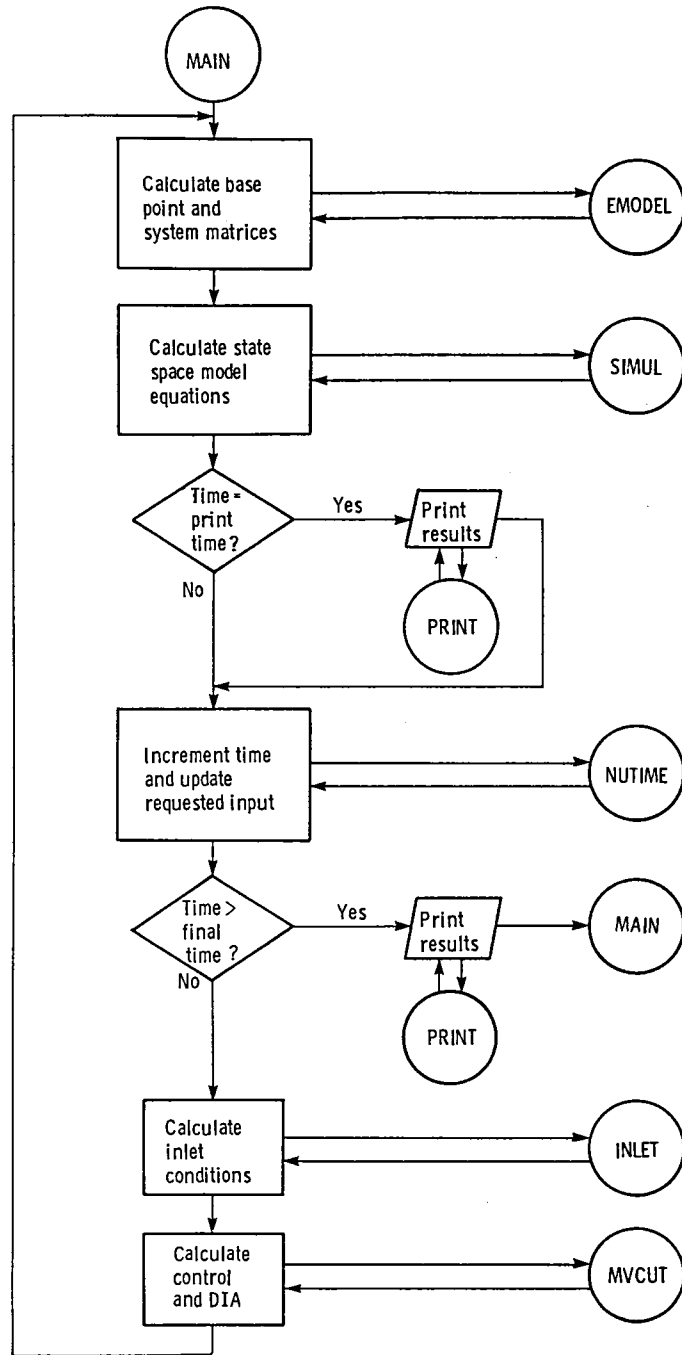 MAIN
Calculate base
point and
system matrices
EMODEL
Calculate state
space model
equations
SIMUL
Time =
print
time?
Yes
Print
results
No
PRINT
Increment time
and update
requested input
NUTIME
Time >
final
time ?
Yes
Print
results
MAIN
No
PRINT
Calculate
inlet
conditions
INLET
Calculate
control
and DIA
MVCUT